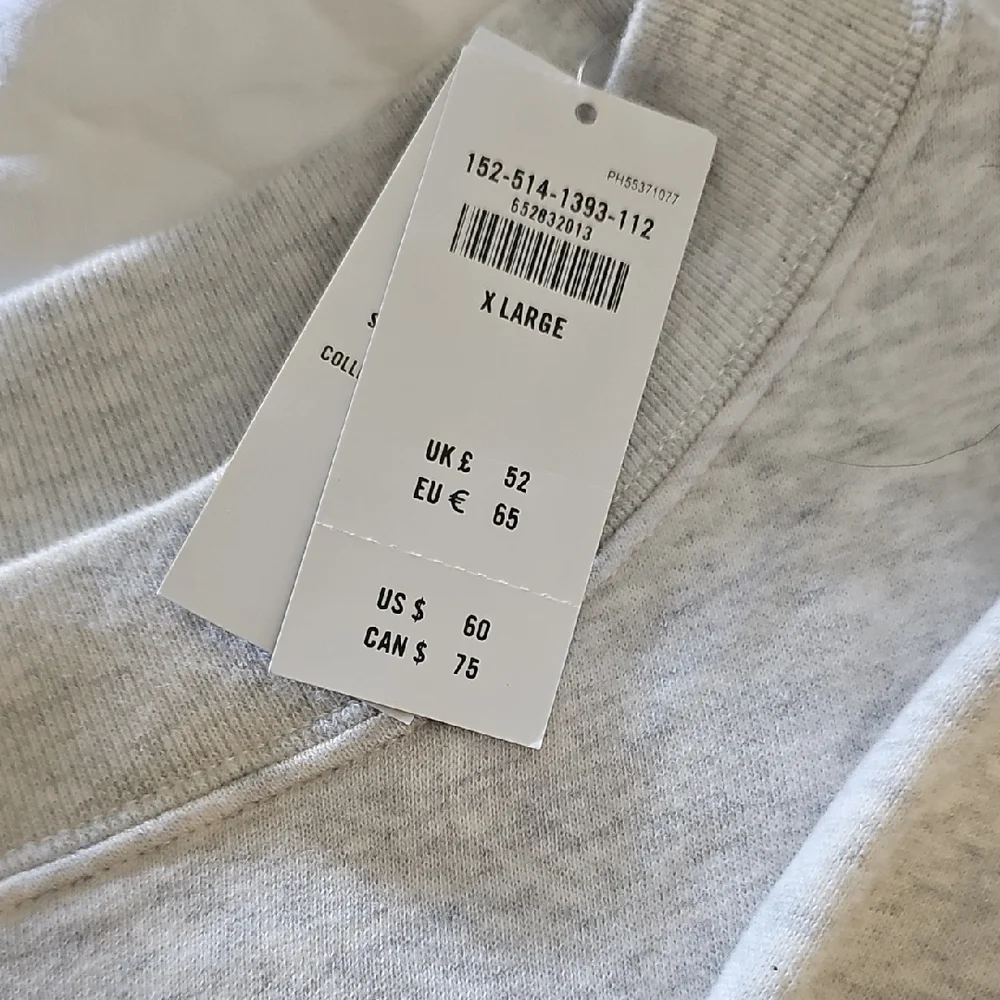 PH55371077
152-514-1393-112
652832013
X LARGE
UK £ 52
EU € 65
US $ 60
CAN $ 75